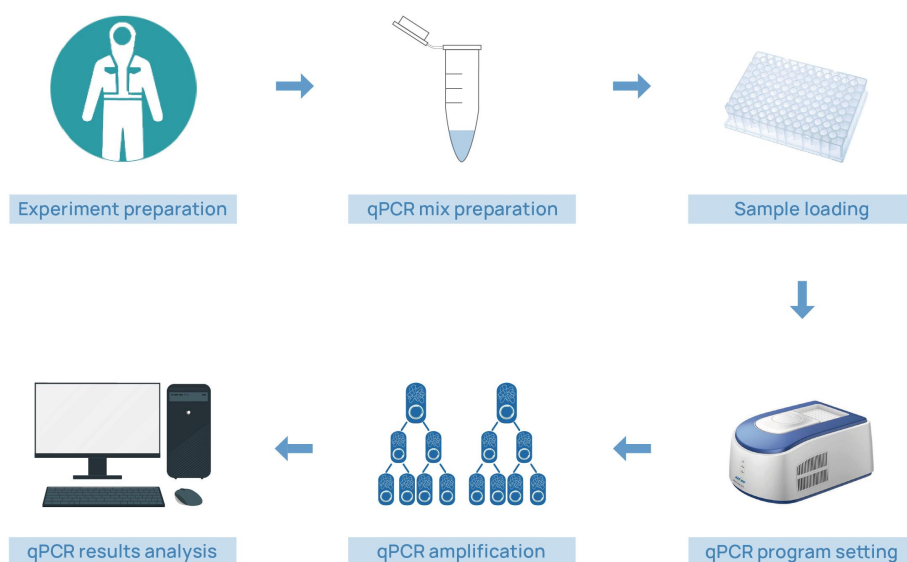 Experiment preparation
qPCR mix preparation
Sample loading
qPCR program setting
qPCR amplification
qPCR results analysis